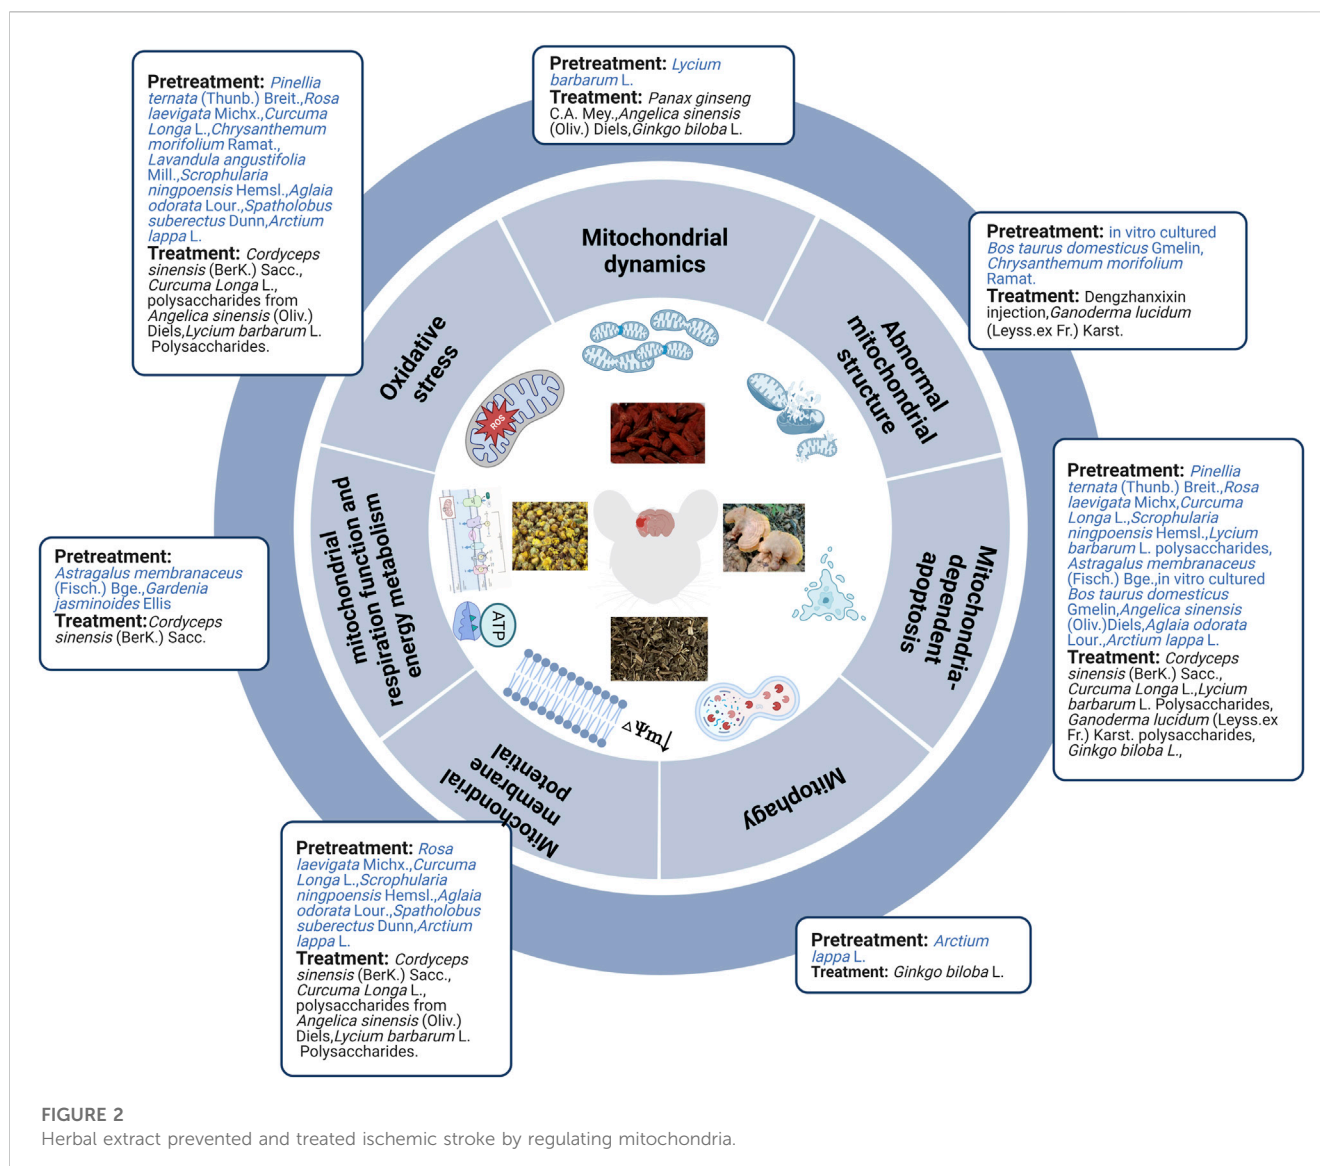 Pretreatment: Pinellia
ternata (Thunb.) Breit.,Rosa
laevigata Michx.,Curcuma
Longa L.,Chrysanthemum
morifolium Ramat.,
Lavandula angustifolia
Mill.,Scrophularia
ningpoensis Hemsl.,Aglaia
odorata Lour.,Spatholobus
suberectus Dunn,Arctium
lappa L.
Treatment: Cordyceps
sinensis (BerK.) Sacc.,
Curcuma Longa L.,
polysaccharides from
Angelica sinensis (Oliv.)
Diels,Lycium barbarum L.
Polysaccharides.
Pretreatment: Lycium
barbarum L.
Treatment: Panax ginseng
C.A. Mey.,Angelica sinensis
(Oliv.) Diels,Ginkgo biloba L.
Pretreatment: in vitro cultured
Bos taurus domesticus Gmelin,
Chrysanthemum morifolium
Ramat.
Treatment: Dengzhanxixin
injection,Ganoderma lucidum
(Leyss.ex Fr.) Karst.
Pretreatment: Pinellia
ternata (Thunb.) Breit.,Rosa
laevigata Michx,Curcuma
Longa L.,Scrophularia
ningpoensis Hemsl.,Lycium
barbarum L. polysaccharides,
Astragalus membranaceus
(Fisch.) Bge.,in vitro cultured
Bos taurus domesticus
Gmelin,Angelica sinensis
(Oliv.)Diels,Aglaia odorata
Lour.,Arctium lappa L.
Treatment: Cordyceps
sinensis (BerK.) Sacc.,
Curcuma Longa L.,Lycium
barbarum L. Polysaccharides,
Ganoderma lucidum (Leyss.ex
Fr.) Karst. polysaccharides,
Ginkgo biloba L.,
Pretreatment: Arctium
lappa L.
Treatment: Ginkgo biloba L.
Pretreatment: Rosa
laevigata Michx.,Curcuma
Longa L.,Scrophularia
ningpoensis Hemsl.,Aglaia
odorata Lour.,Spatholobus
suberectus Dunn,Arctium
lappa L.
Treatment: Cordyceps
sinensis (BerK.) Sacc.,
Curcuma Longa L.,
polysaccharides from
Angelica sinensis (Oliv.)
Diels,Lycium barbarum L.
Polysaccharides.
Pretreatment:
Astragalus membranaceus
(Fisch.) Bge.,Gardenia
jasminoides Ellis
Treatment:Cordyceps
sinensis (BerK.) Sacc.
Mitochondrial
dynamics
Abnormal
mitochondrial
structure
Mitochondria-
dependent
apoptosis
Mitophagy
Mitochondrial
membrane
potential
mitochondrial
respiration function and
energy metabolism
Oxidative
stress
ROS
ATP
△Ψm↓
FIGURE 2
Herbal extract prevented and treated ischemic stroke by regulating mitochondria.